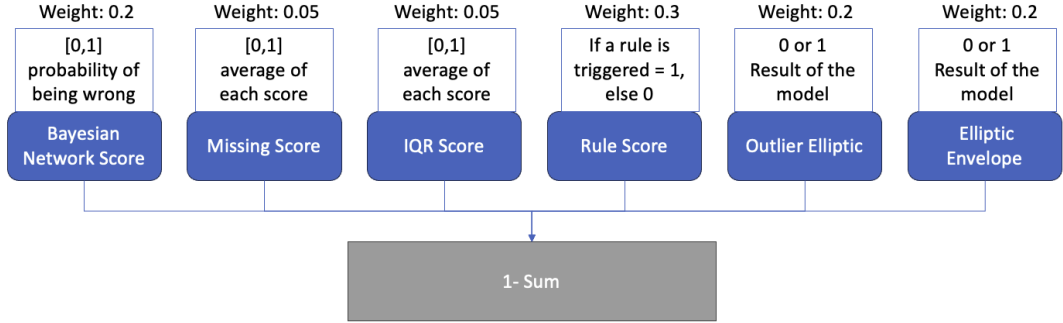 Weight: 0.2
[0,1]
probability of
being wrong
Bayesian
Network Score
Weight: 0.05
[0,1]
average of
each score
Missing Score
Weight: 0.05
[0,1]
average of
each score
IQR Score
Weight: 0.3
If a rule is
triggered = 1,
else 0
Rule Score
Weight: 0.2
0 or 1
Result of the
model
Outlier Elliptic
Weight: 0.2
0 or 1
Result of the
model
Elliptic
Envelope
1- Sum